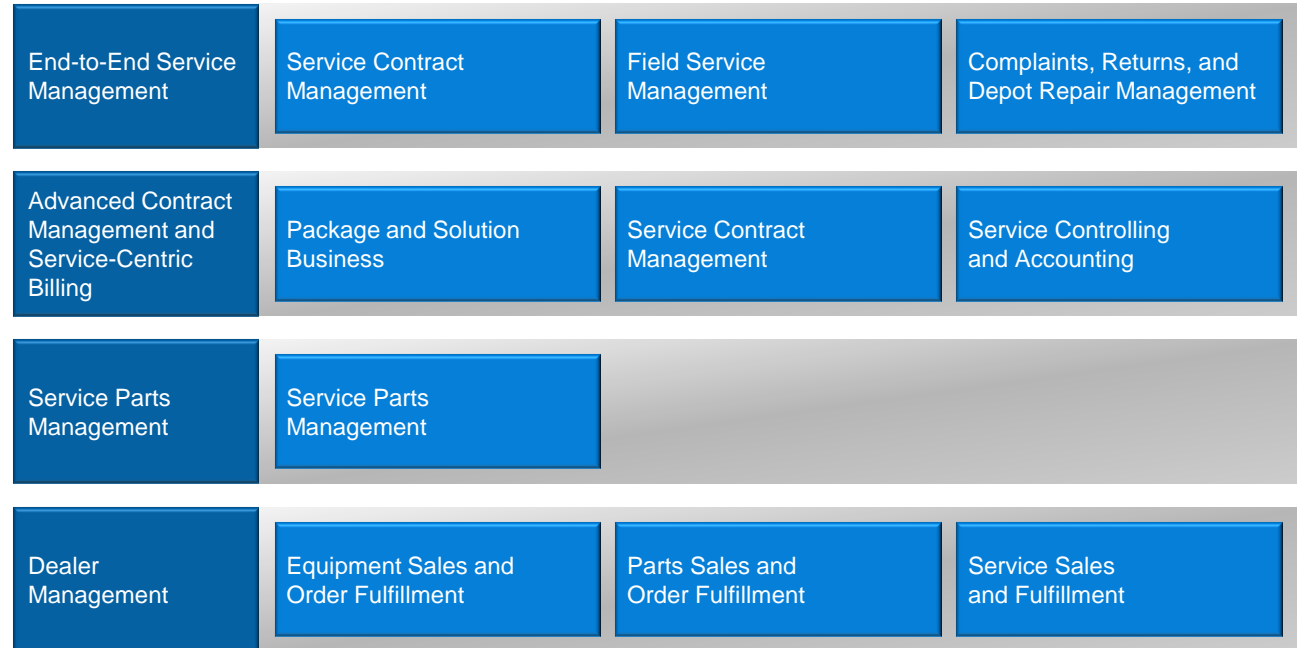 End-to-End Service
Management
Service Contract
Management
Field Service
Management
Complaints, Returns, and
Depot Repair Management
Advanced Contract
Management and
Service-Centric
Billing
Package and Solution
Business
Service Contract
Management
Service Controlling
and Accounting
Service Parts
Management
Service Parts
Management
Dealer
Management
Equipment Sales and
Order Fulfillment
Parts Sales and
Order Fulfillment
Service Sales
and Fulfillment